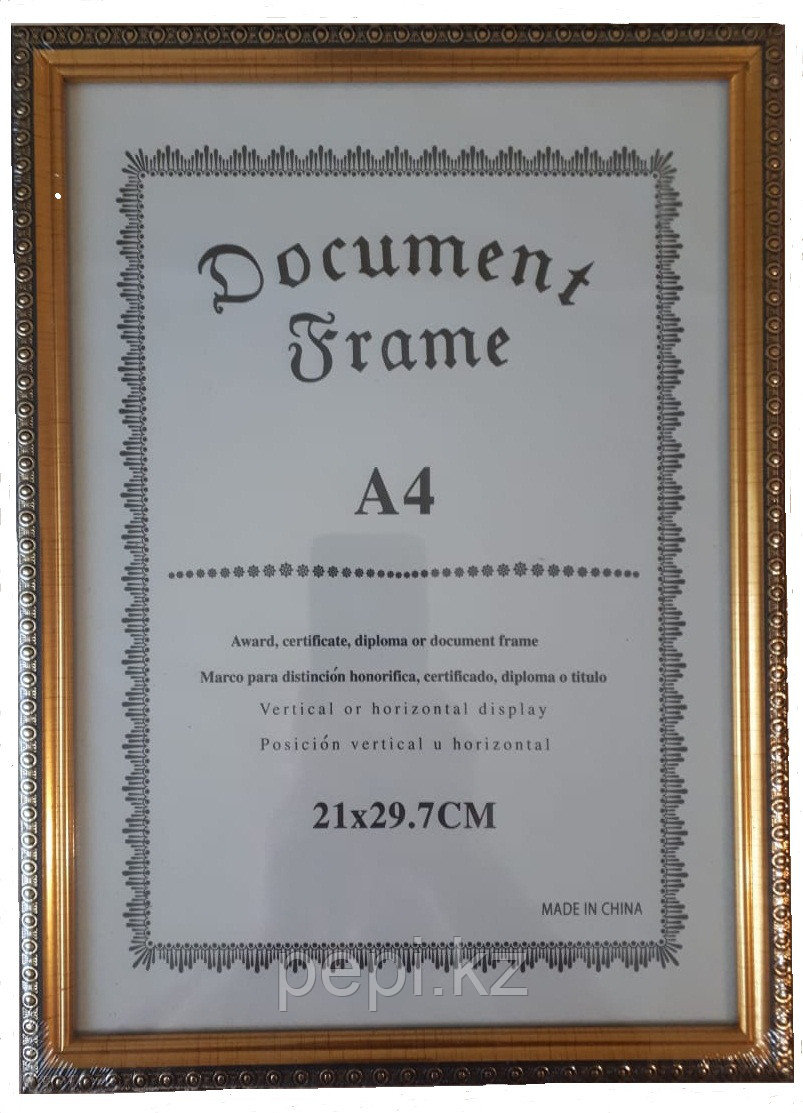 Document
Frame
A4
Award, certificate, diploma or document frame
Marco para distinción honorifica, certificado, diploma o titulo
Vertical or horizontal display
Posición vertical u horizontal
21x29.7CM
MADE IN CHINA
pepi.kz